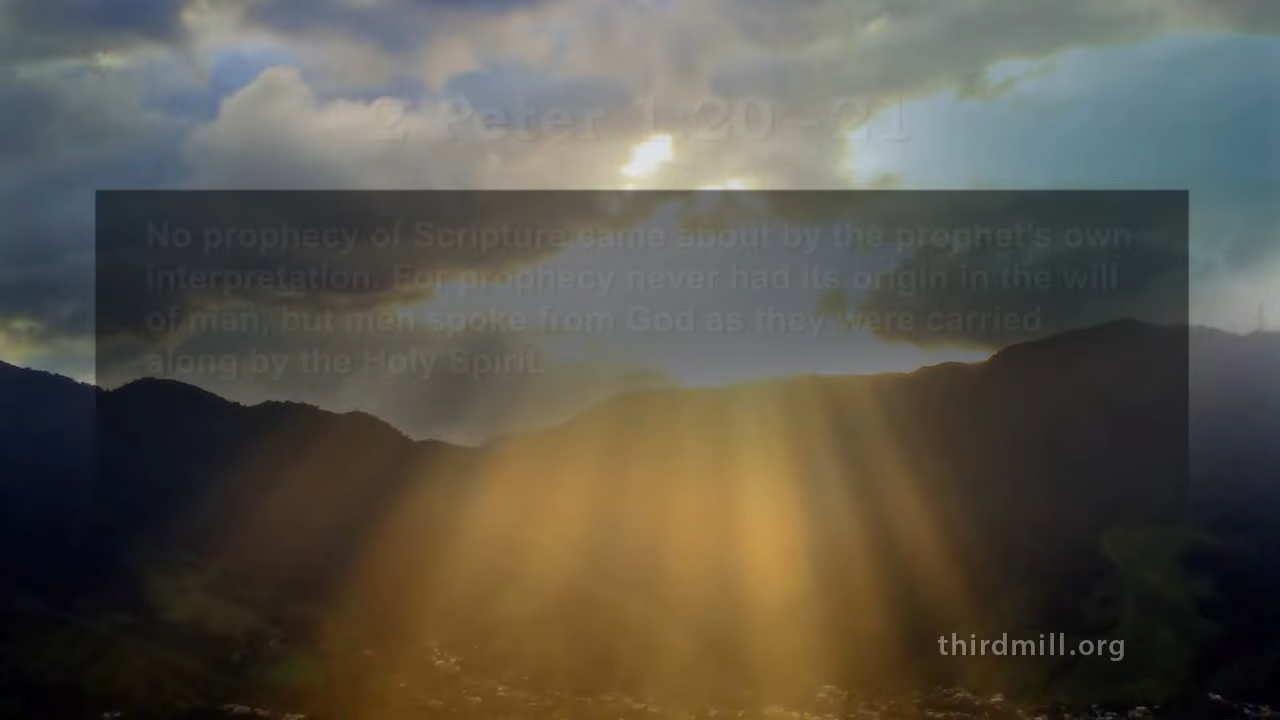 2 Peter 1:20–21
No prophecy of Scripture came about by the prophet's own
interpretation. For prophecy never had its origin in the will
of man, but men spoke from God as they were carried
along by the Holy Spirit.
thirdmill.org